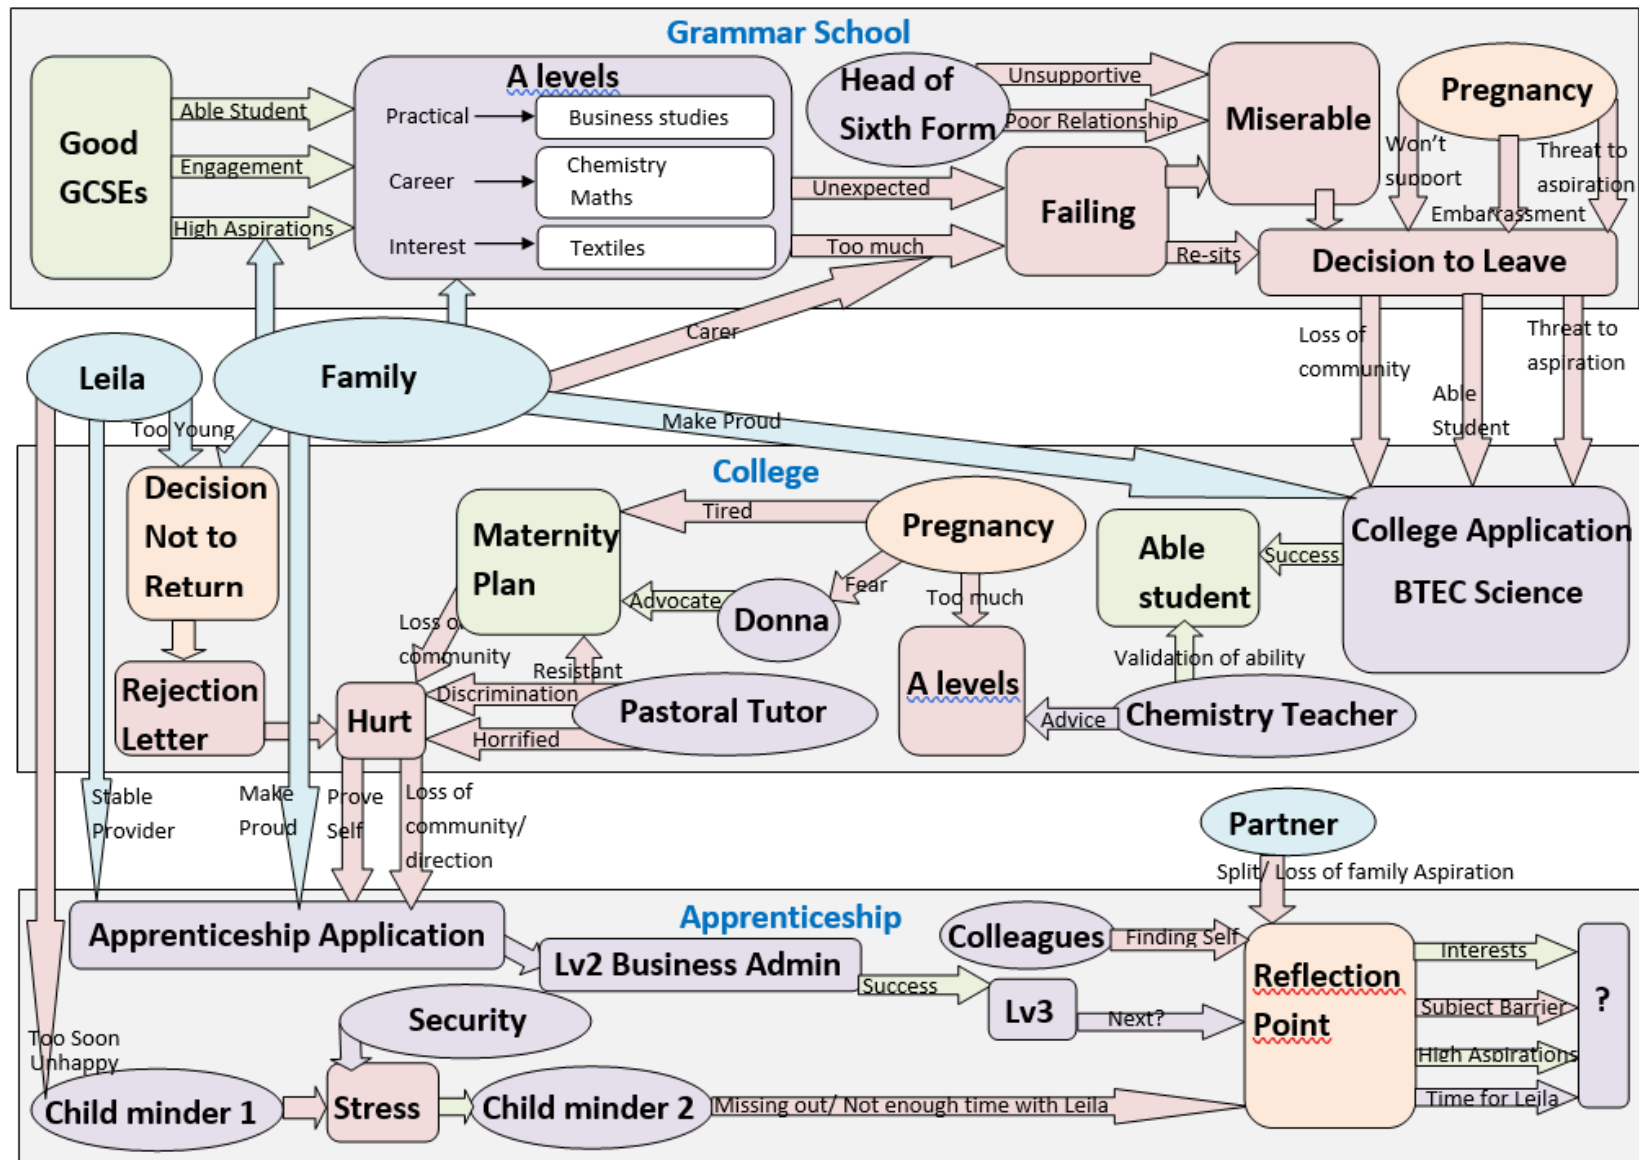 Grammar School
Good
GCSEs
Able Student
Engagement
High Aspirations
A levels
Practical
Business studies
Career
Chemistry
Maths
Interest
Textiles
Head of
Sixth Form
Unsupportive
Poor Relationship
Unexpected
Too much
Failing
Miserable
Re-sits
Pregnancy
Won't
support
Threat to
aspiration
Embarrassment
Decision to Leave
Leila
Family
Carer
Too Young
Make Proud
Loss of
community
Able
Student
Threat to
aspiration
College
Decision
Not to
Return
Rejection
Letter
Maternity
Plan
Tired
Pregnancy
Fear
Too much
Advocate
Donna
Loss of
community
Resistant
Discrimination
Horrified
Hurt
Pastoral Tutor
A levels
Advice
Chemistry Teacher
Validation of ability
Able
student
Success
College Application
BTEC Science
Stable
Provider
Make
Proud
Prove
Self
Loss of
community/
direction
Partner
Split/ Loss of family Aspiration
Apprenticeship
Apprenticeship Application
Lv2 Business Admin
Success
Lv3
Next?
Colleagues
Finding Self
Reflection
Point
Interests
Subject Barrier
High Aspirations
Time for Leila
?
Security
Too Soon
Unhappy
Child minder 1
Stress
Child minder 2
Missing out/ Not enough time with Leila